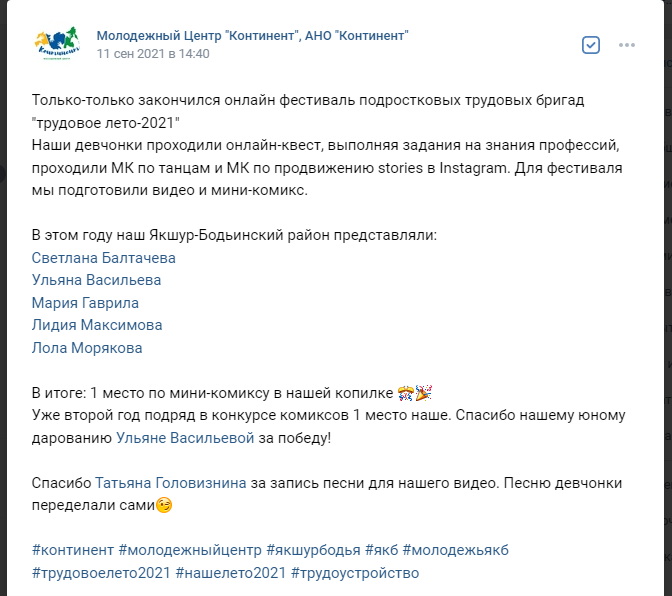 Молодежный Центр "Континент", АНО "Континент"
11 сен 2021 в 14:40
Только-только закончился онлайн фестиваль подростковых трудовых бригад
"трудовое лето-2021"
Наши девчонки проходили онлайн-квест, выполняя задания на знания профессий,
проходили МК по танцам и МК по продвижению stories в Instagram. Для фестиваля
мы подготовили видео и мини-комикс.
В этом году наш Якшур-Бодьинский район представляли:
Светлана Балтачева
Ульяна Васильева
Мария Гаврила
Лидия Максимова
Лола Морякова
В итоге: 1 место по мини-комиксу в нашей копилке 🎊🎉
Уже второй год подряд в конкурсе комиксов 1 место наше. Спасибо нашему юному
дарованию Ульяне Васильевой за победу!
Спасибо Татьяна Головизнина за запись песни для нашего видео. Песню девчонки
переделали сами😉
#континент #молодежныйцентр #якшурбодья #якб #молодежьякб
#трудовоелето2021 #нашелето2021 #трудоустройство